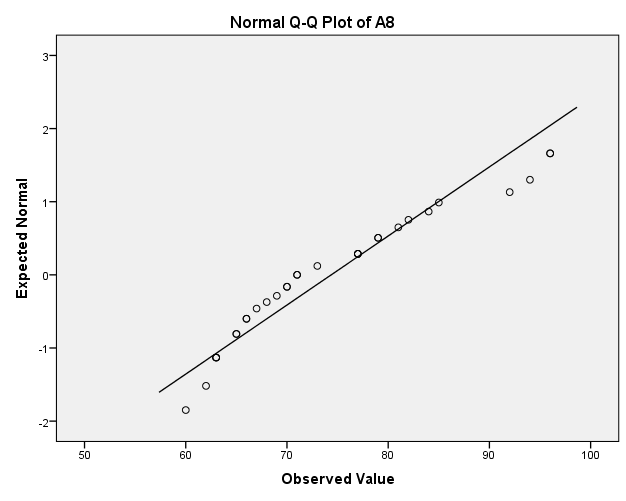 Normal Q-Q Plot of A8
Expected Normal
3
2
1
0
-1
-2
50 60 70 80 90 100
Observed Value